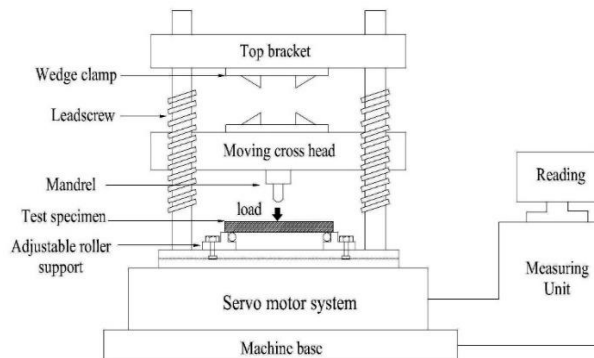 Top bracket
Wedge clamp
Leadscrew
Moving cross head
Mandrel
load
Test specimen
Adjustable roller
support
Servo motor system
Machine base
Reading
Measuring
Unit